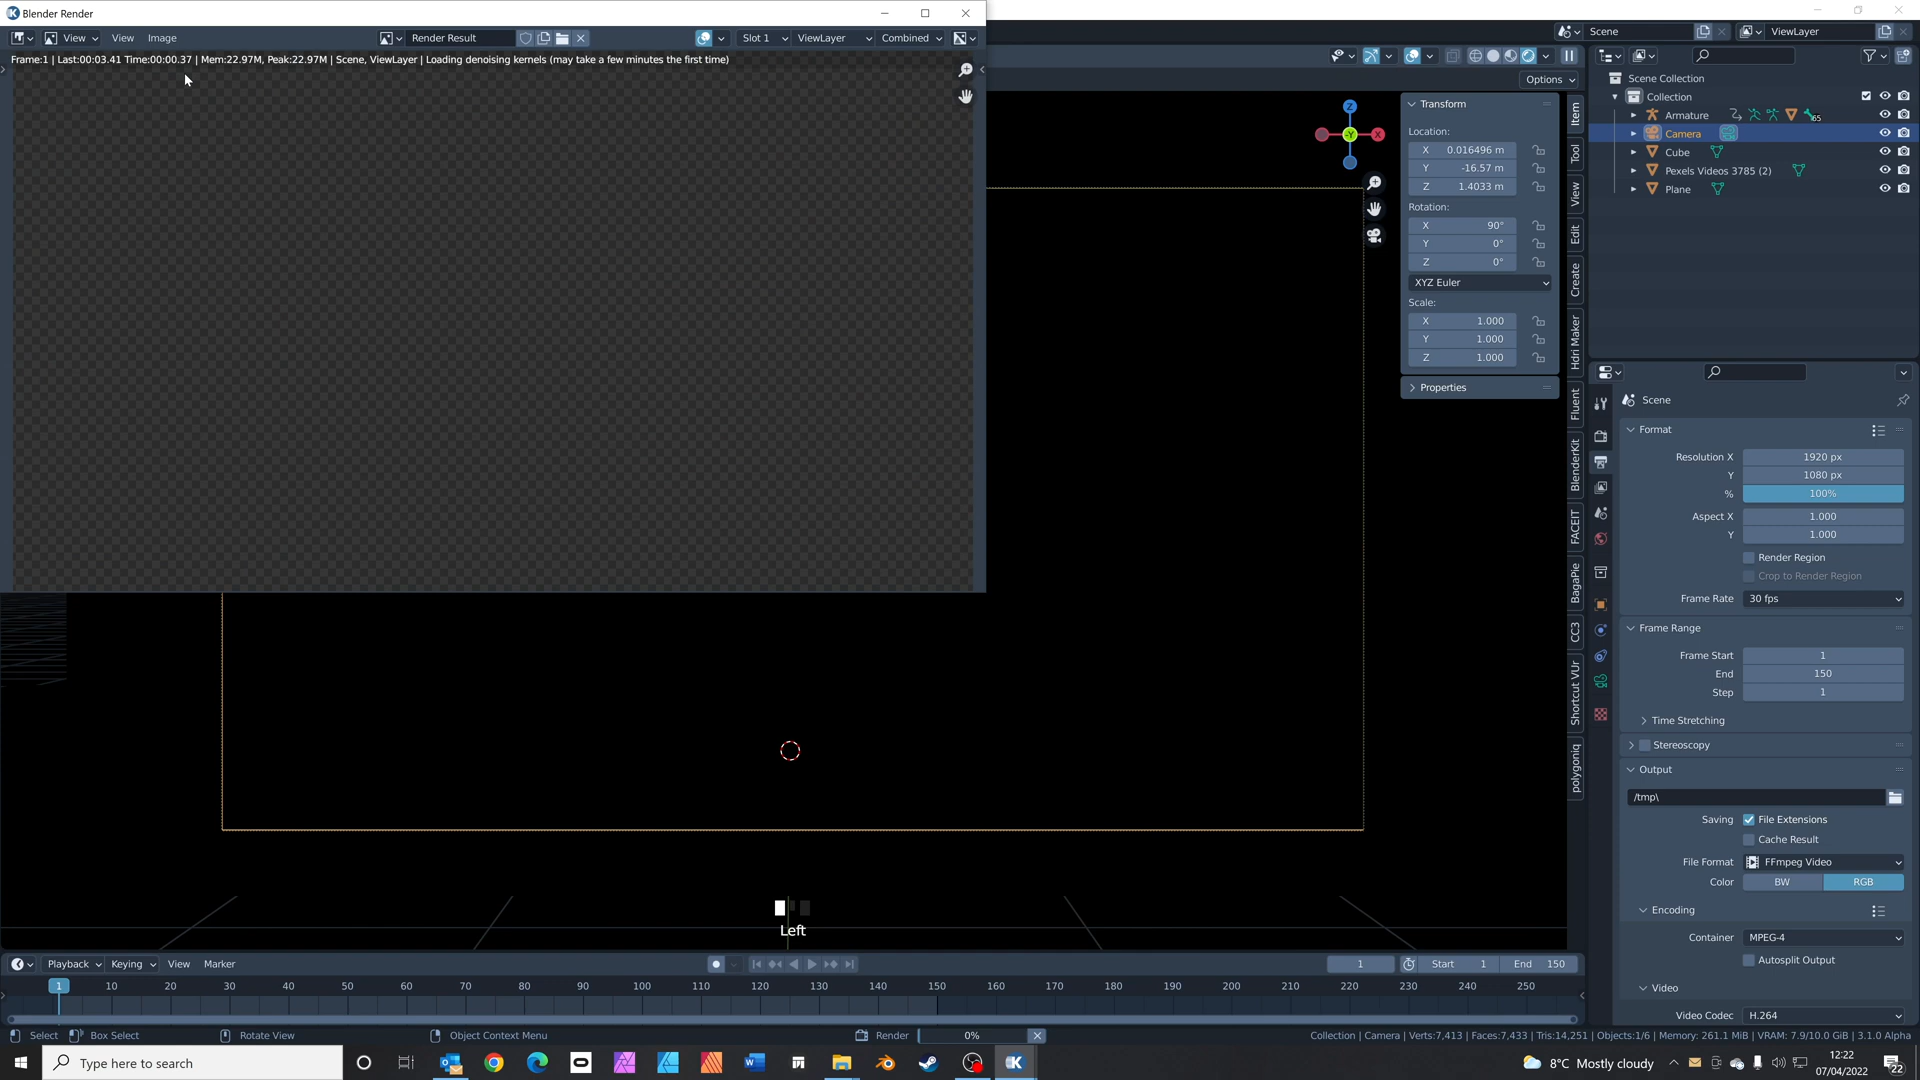 Blender Render
View View Image Render Result Slot 1 ViewLayer Combined
Frame:1 | Last:00:03.41 Time:00:00.37 | Mem:22.97M, Peak:22.97M | Scene, ViewLayer | Loading denoising kernels (may take a few minutes the first time)
Scene ViewLayer
Options
Z
-Y X
Transform
Location:
X 0.016496 m
Y -16.57 m
Z 1.4033 m
Rotation:
X 90°
Y 0°
Z 0°
XYZ Euler
Scale:
X 1.000
Y 1.000
Z 1.000
Properties
Item
Tool
View
Edit
Create
Hdri Maker
Fluent
BlenderKit
FACEIT
BagaPie
CC3
Shortcut VUr
polygoniq
Scene Collection
Collection
Armature 65
Camera
Cube
Pexels Videos 3785 (2)
Plane
Scene
Format
Resolution X 1920 px
Y 1080 px
% 100%
Aspect X 1.000
Y 1.000
Render Region
Crop to Render Region
Frame Rate 30 fps
Frame Range
Frame Start 1
End 150
Step 1
Time Stretching
Stereoscopy
Output
/tmp\
Saving File Extensions
Cache Result
File Format FFmpeg Video
Color BW RGB
Encoding
Container MPEG-4
Autosplit Output
Video
Video Codec H.264
Left
Playback Keying View Marker 1 Start 1 End 150
1 10 20 30 40 50 60 70 80 90 100 110 120 130 140 150 160 170 180 190 200 210 220 230 240 250
Select Box Select Rotate View Object Context Menu Render 0% Collection | Camera | Verts:7,413 | Faces:7,433 | Tris:14,251 | Objects:1/6 | Memory: 261.1 MiB | VRAM: 7.9/10.0 GiB | 3.1.0 Alpha
Type here to search 8°C Mostly cloudy 12:22
07/04/2022 22